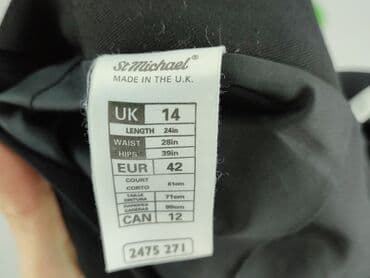 St Michael®
MADE IN THE U.K.
UK 14
LENGTH 24in
WAIST 28in
HIPS 39in
EUR 42
COURT
CORTO 61cm
TAILLE
CINTURA 71cm
HANCHES
CADERAS 99cm
CAN 12
2475 271